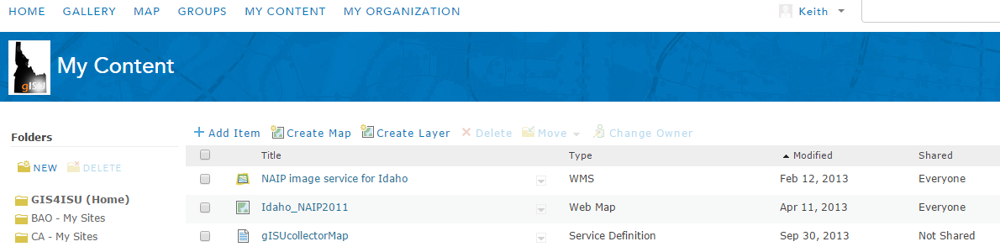 HOME GALLERY MAP GROUPS MY CONTENT MY ORGANIZATION Keith
gISU
My Content
Folders
NEW DELETE
GIS4ISU (Home)
BAO - My Sites
CA - My Sites
Add Item Create Map Create Layer Delete Move Change Owner
Title Type Modified Shared
NAIP image service for Idaho WMS Feb 12, 2013 Everyone
Idaho_NAIP2011 Web Map Apr 11, 2013 Everyone
gISUcollectorMap Service Definition Sep 30, 2013 Not Shared